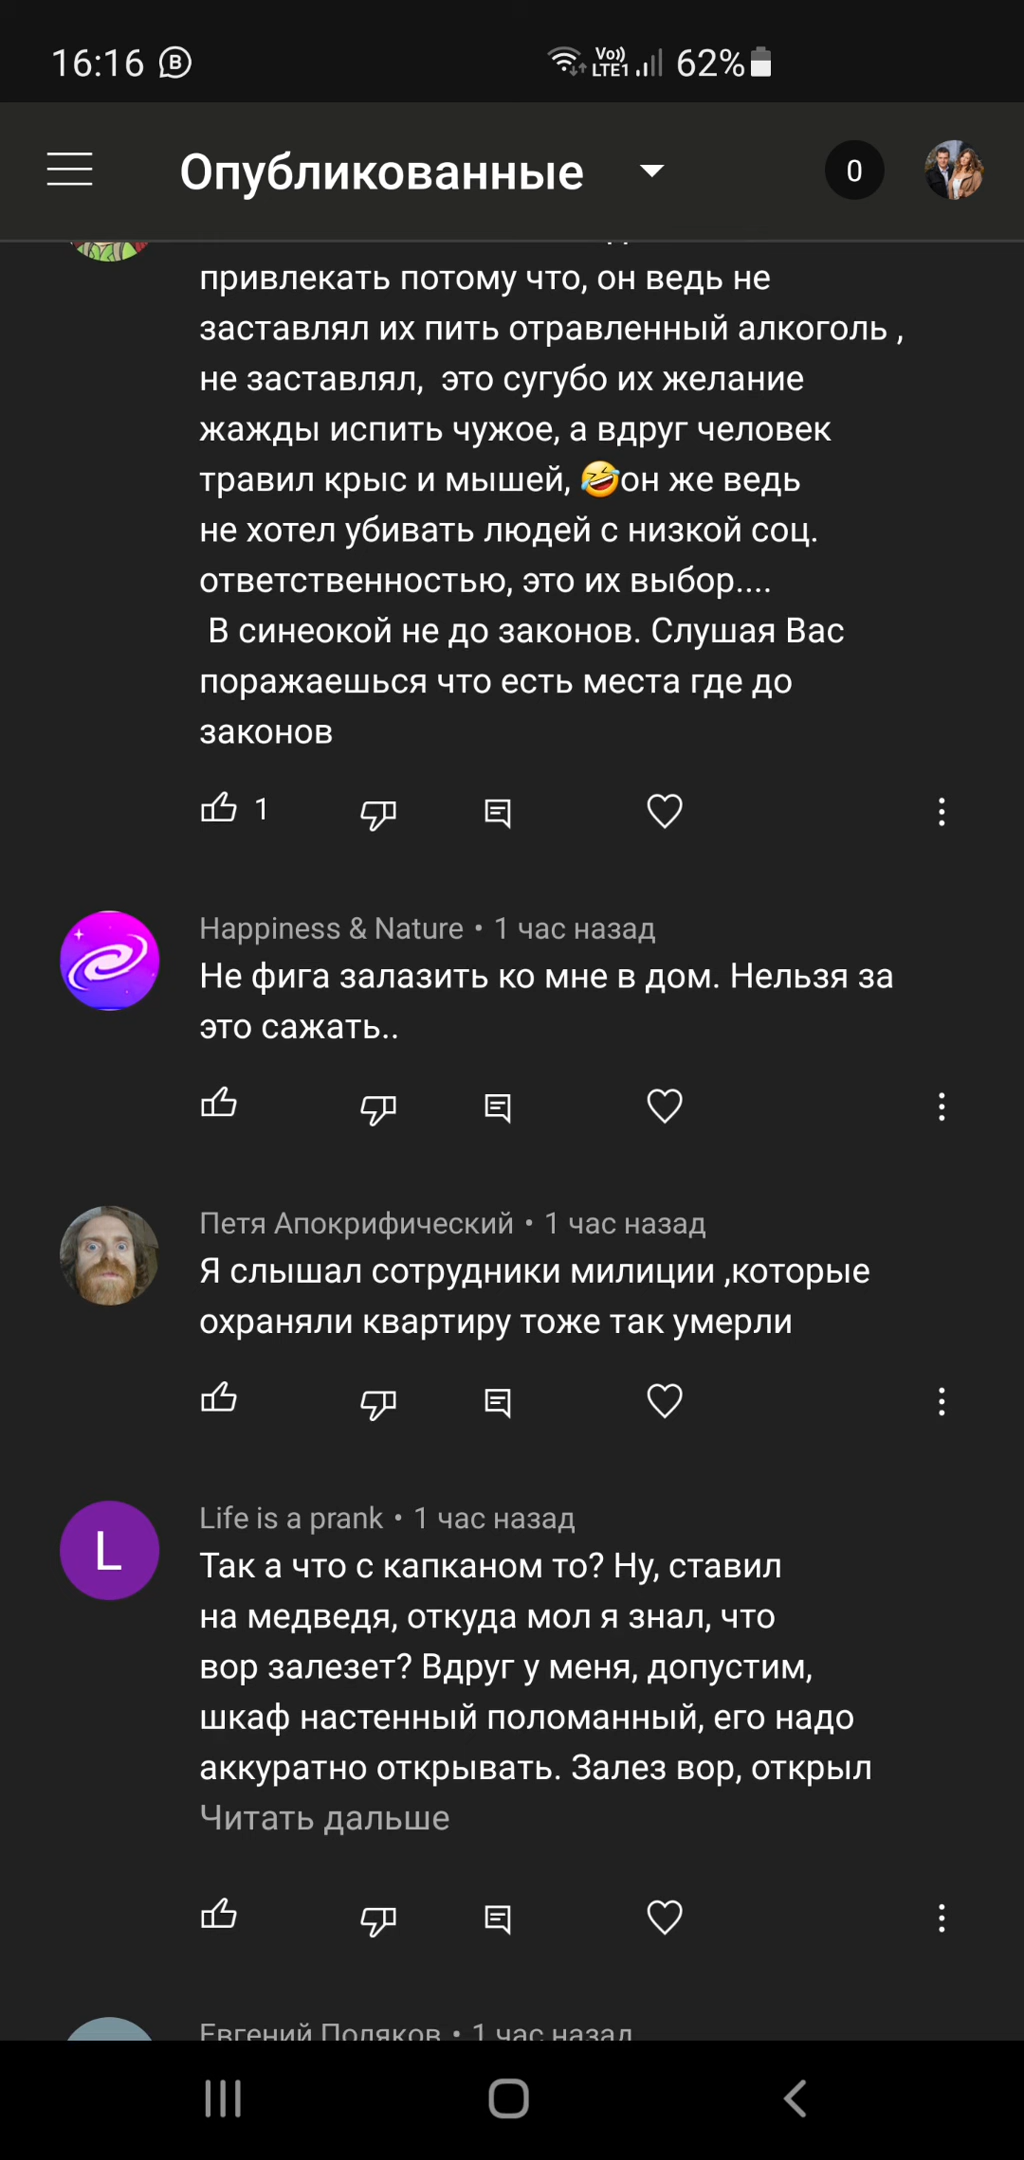 16:16
Vo)) LTE1 62%
Опубликованные
0
привлекать потому что, он ведь не
заставлял их пить отравленный алкоголь ,
не заставлял,  это сугубо их желание
жажды испить чужое, а вдруг человек
травил крыс и мышей, 🤣он же ведь
не хотел убивать людей с низкой соц.
ответственностью, это их выбор....
В синеокой не до законов. Слушая Вас
поражаешься что есть места где до
законов
1
Happiness & Nature • 1 час назад
Не фига залазить ко мне в дом. Нельзя за
это сажать..
Петя Апокрифический • 1 час назад
Я слышал сотрудники милиции ,которые
охраняли квартиру тоже так умерли
L
Life is a prank • 1 час назад
Так а что с капканом то? Ну, ставил
на медведя, откуда мол я знал, что
вор залезет? Вдруг у меня, допустим,
шкаф настенный поломанный, его надо
аккуратно открывать. Залез вор, открыл
Читать дальше
Евгений Поляков • 1 час назад